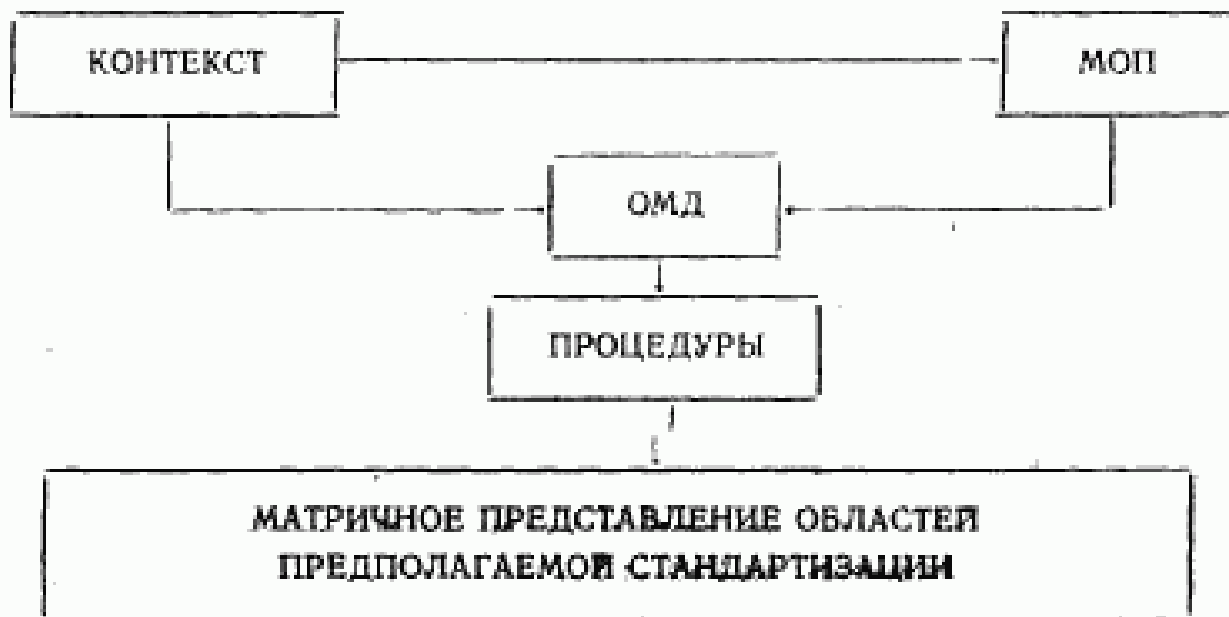 КОНТЕКСТ
МОП
ОМД
ПРОЦЕДУРЫ
МАТРИЧНОЕ ПРЕДСТАВЛЕНИЕ ОБЛАСТЕЙ
ПРЕДПОЛАГАЕМОЙ СТАНДАРТИЗАЦИИ